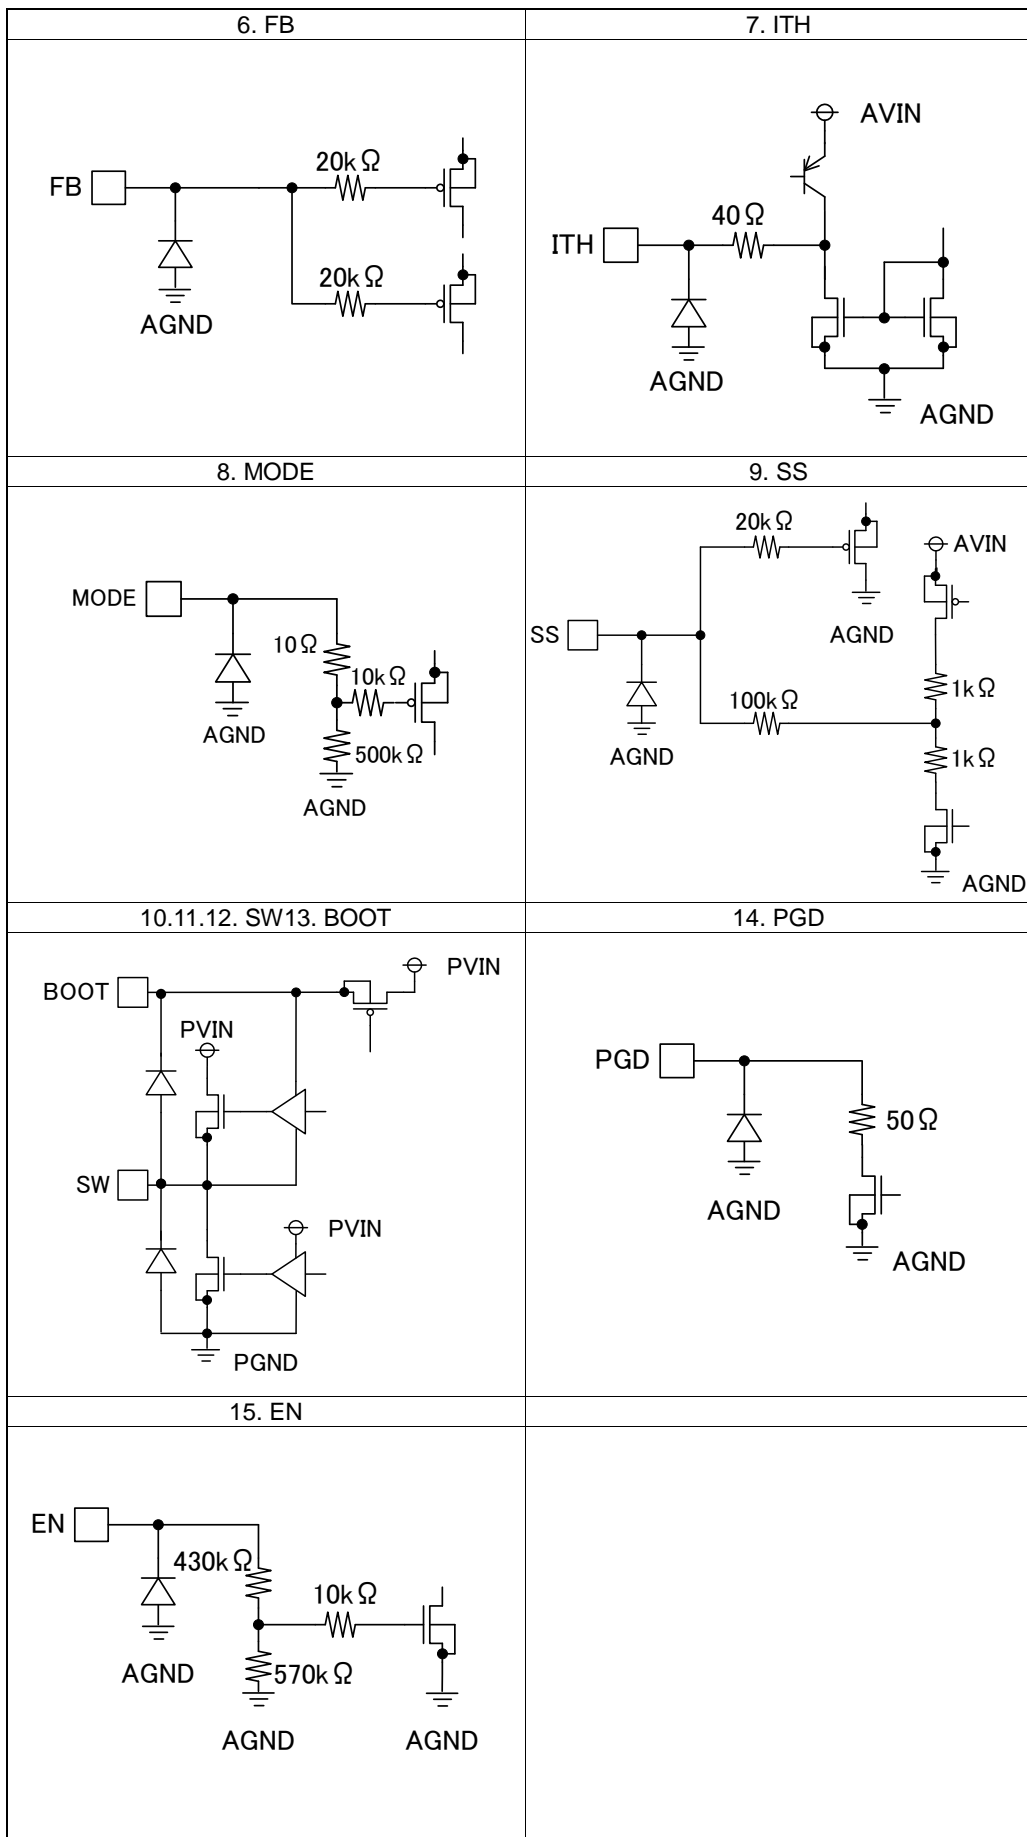 6. FB
7. ITH
FB
20kΩ
20kΩ
AGND
AVIN
ITH
40Ω
AGND
AGND
8. MODE
9. SS
MODE
10Ω
10kΩ
AGND
500kΩ
AGND
20kΩ
AVIN
SS
AGND
100kΩ
1kΩ
AGND
1kΩ
AGND
10.11.12. SW13. BOOT
14. PGD
BOOT
PVIN
PVIN
SW
PVIN
PGND
PGD
50Ω
AGND
AGND
15. EN
EN
430kΩ
10kΩ
AGND
570kΩ
AGND
AGND